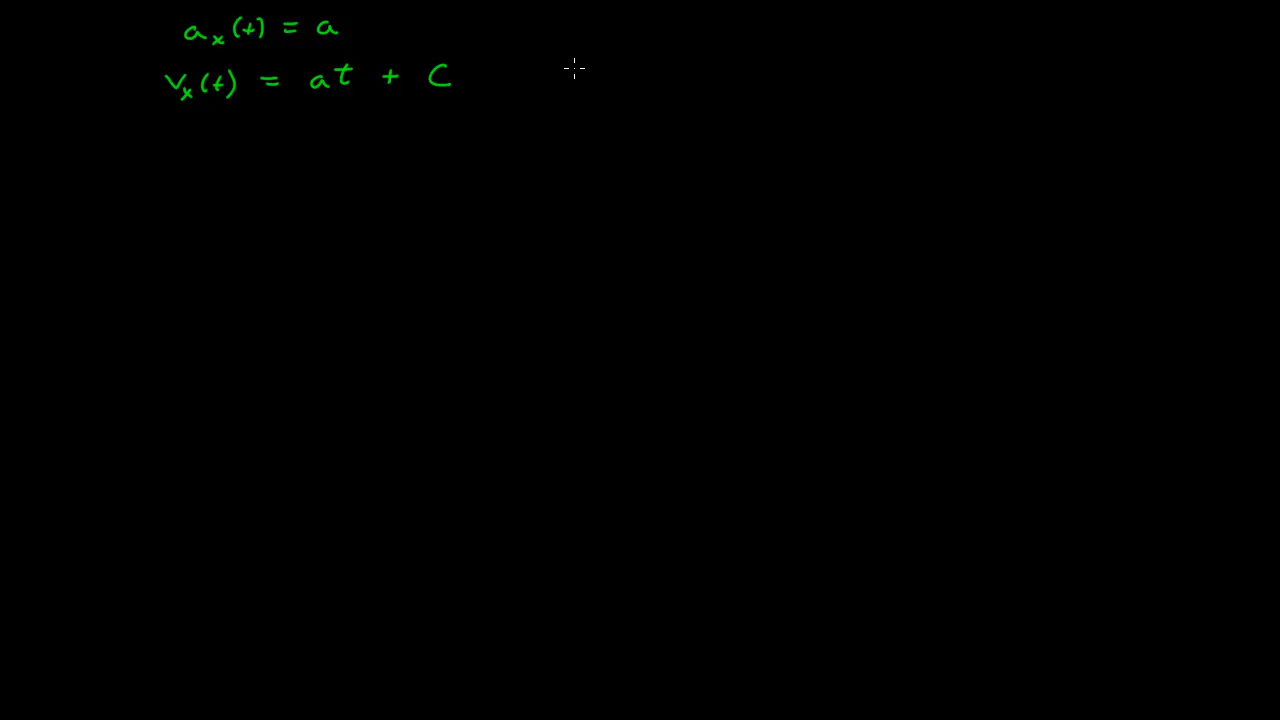 aₓ(t) = a
vₓ(t) = at + C